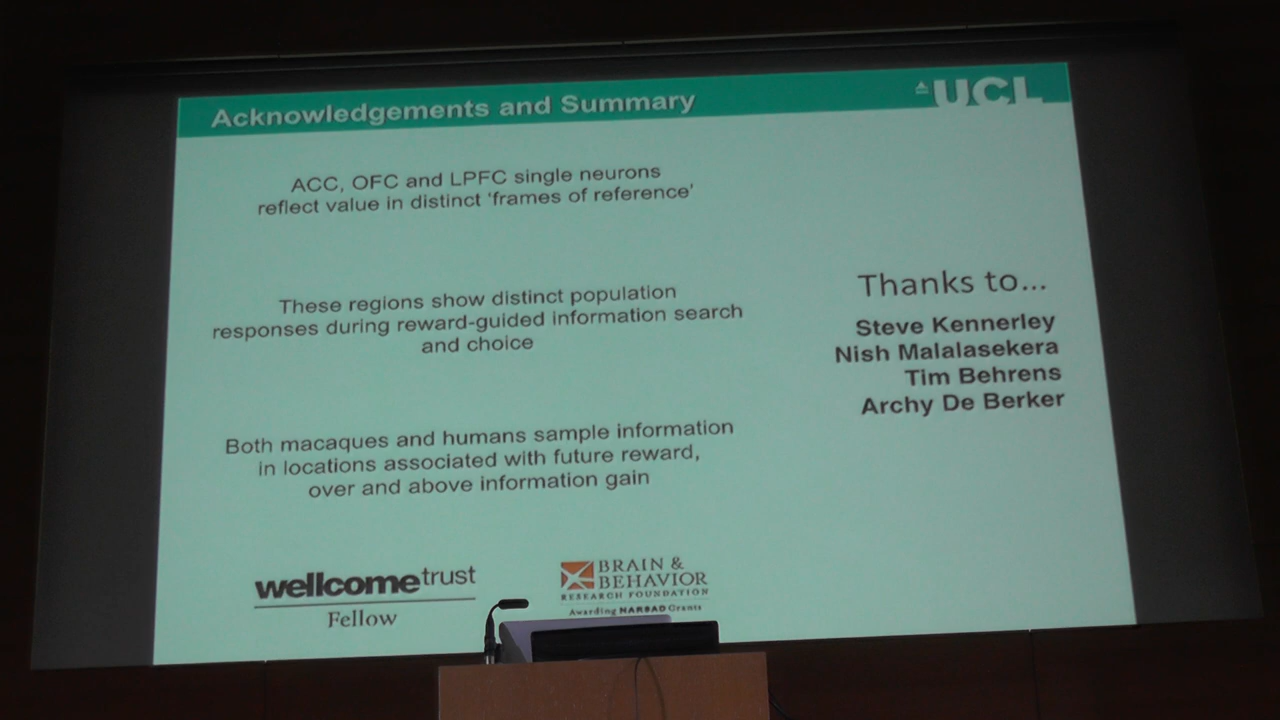 Acknowledgements and Summary
UCL
ACC, OFC and LPFC single neurons
reflect value in distinct 'frames of reference'
These regions show distinct population
responses during reward-guided information search
and choice
Both macaques and humans sample information
in locations associated with future reward,
over and above information gain
Thanks to...
Steve Kennerley
Nish Malalasekera
Tim Behrens
Archy De Berker
wellcometrust
Fellow
BRAIN &
BEHAVIOR
RESEARCH FOUNDATION
Awarding NARSAD Grants